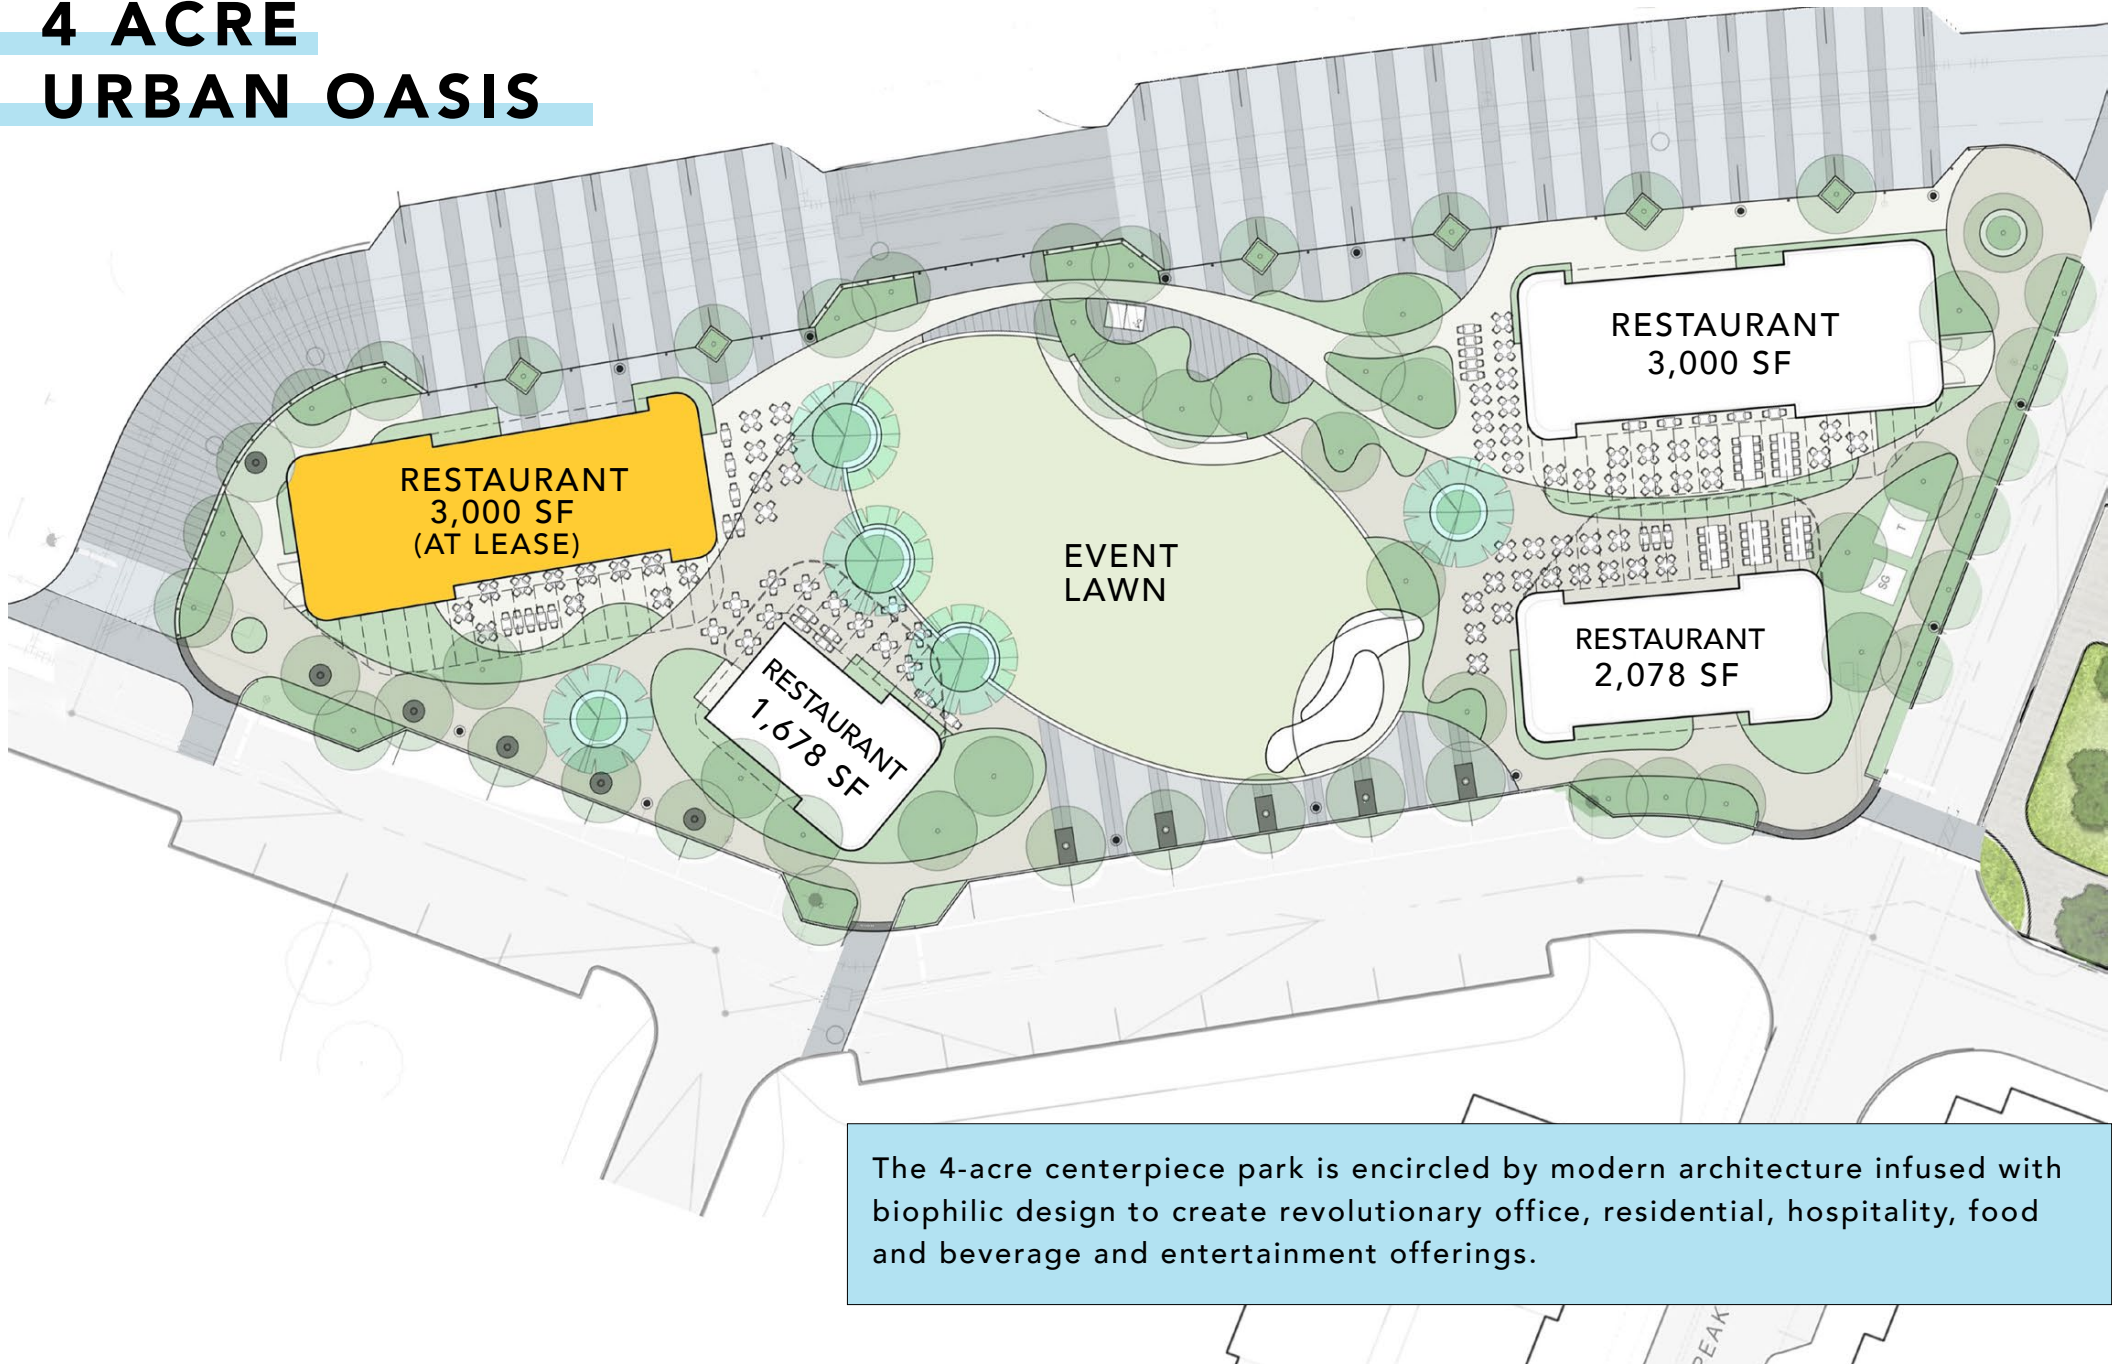 4 ACRE
URBAN OASIS
RESTAURANT
3,000 SF
(AT LEASE)
RESTAURANT
1,678 SF
EVENT
LAWN
RESTAURANT
3,000 SF
RESTAURANT
2,078 SF
T
SG
The 4-acre centerpiece park is encircled by modern architecture infused with
biophilic design to create revolutionary office, residential, hospitality, food
and beverage and entertainment offerings.
PEAK